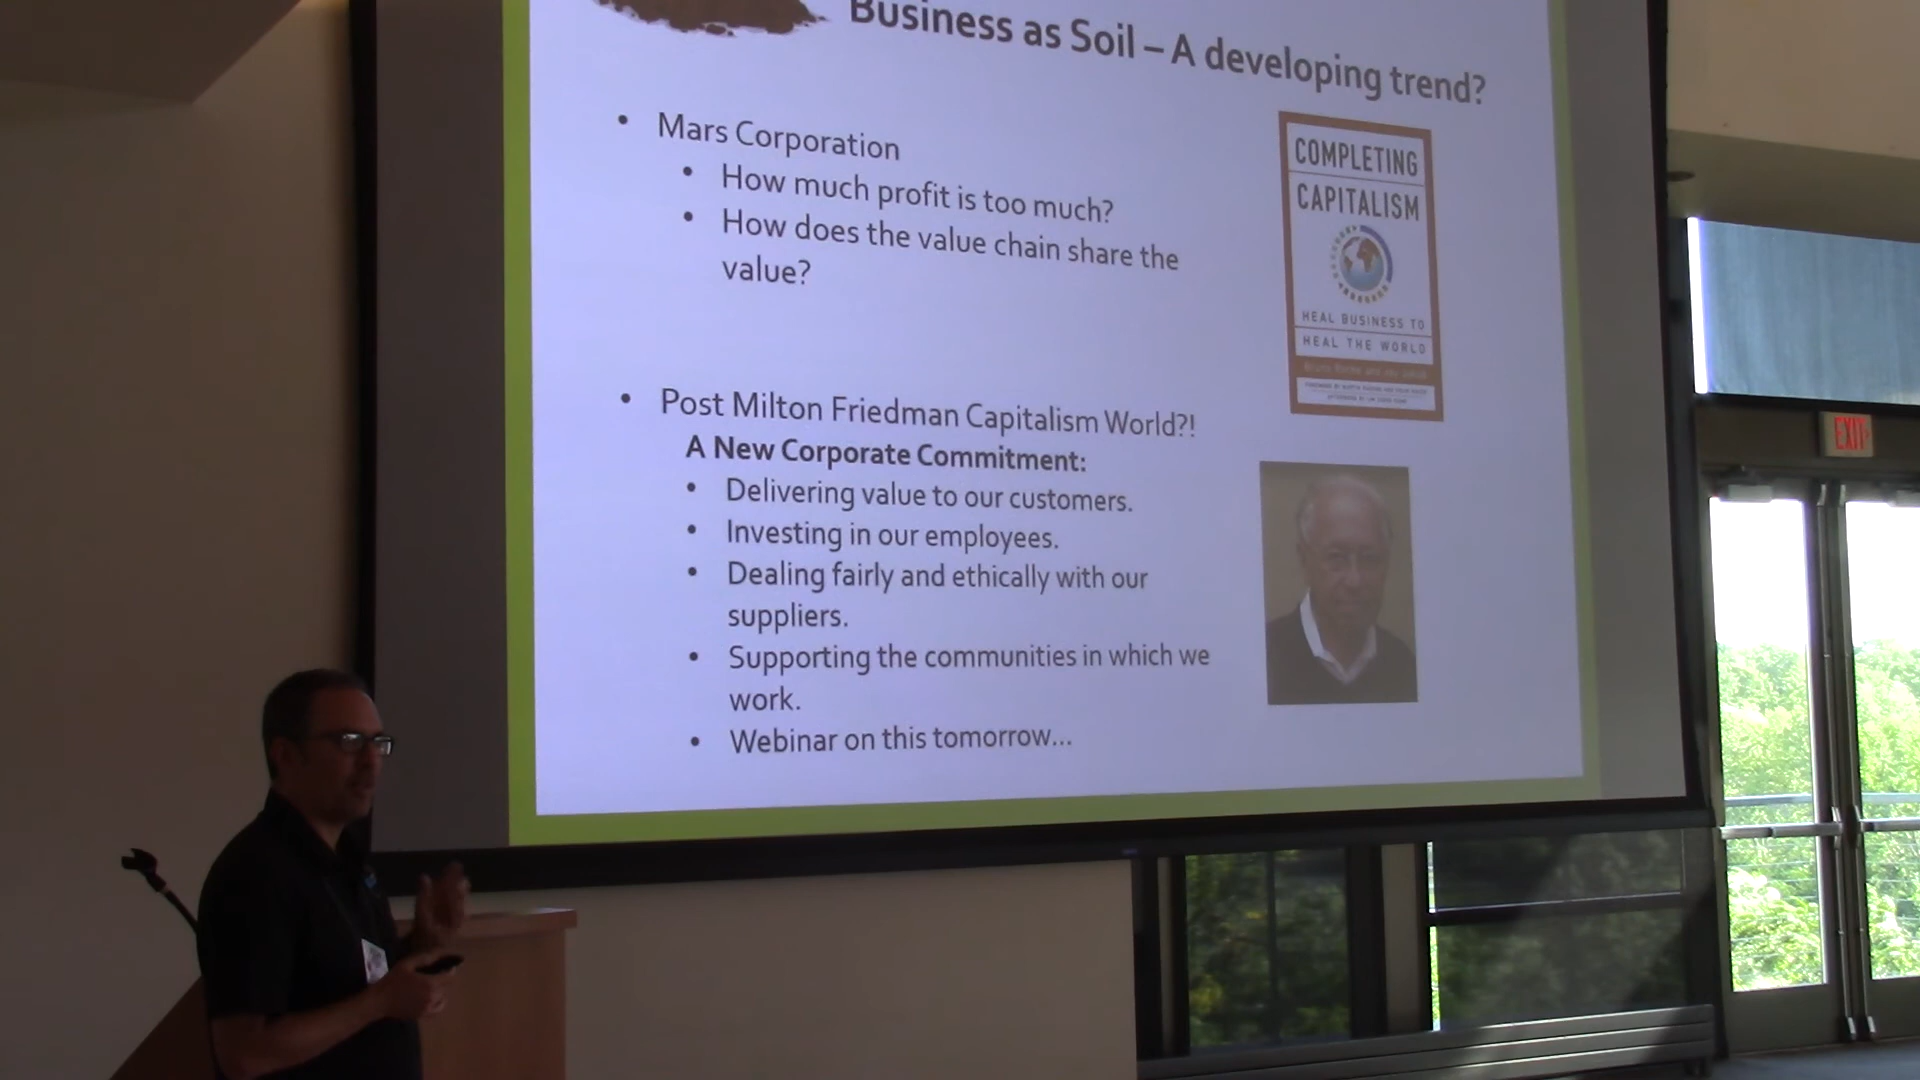 Business as Soil – A developing trend?
• Mars Corporation
• How much profit is too much?
• How does the value chain share the
value?
• Post Milton Friedman Capitalism World?!
A New Corporate Commitment:
• Delivering value to our customers.
• Investing in our employees.
• Dealing fairly and ethically with our
suppliers.
• Supporting the communities in which we
work.
• Webinar on this tomorrow...
COMPLETING
CAPITALISM
HEAL BUSINESS TO
HEAL THE WORLD
EXIT